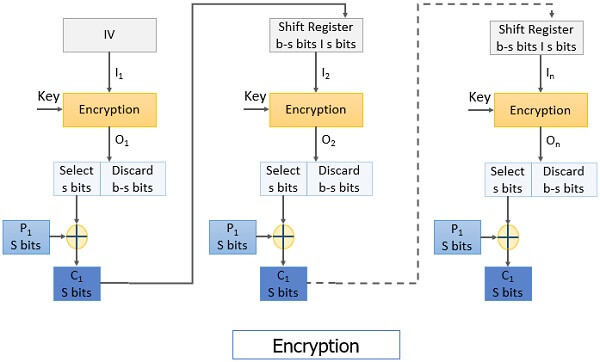 IV
I₁
Key
Encryption
O₁
Select
s bits
Discard
b-s bits
P₁
S bits
C₁
S bits
Shift Register
b-s bits I s bits
I₂
Key
Encryption
O₂
Select
s bits
Discard
b-s bits
P₁
S bits
C₁
S bits
Shift Register
b-s bits I s bits
Iₙ
Key
Encryption
Oₙ
Select
s bits
Discard
b-s bits
P₁
S bits
C₁
S bits
Encryption